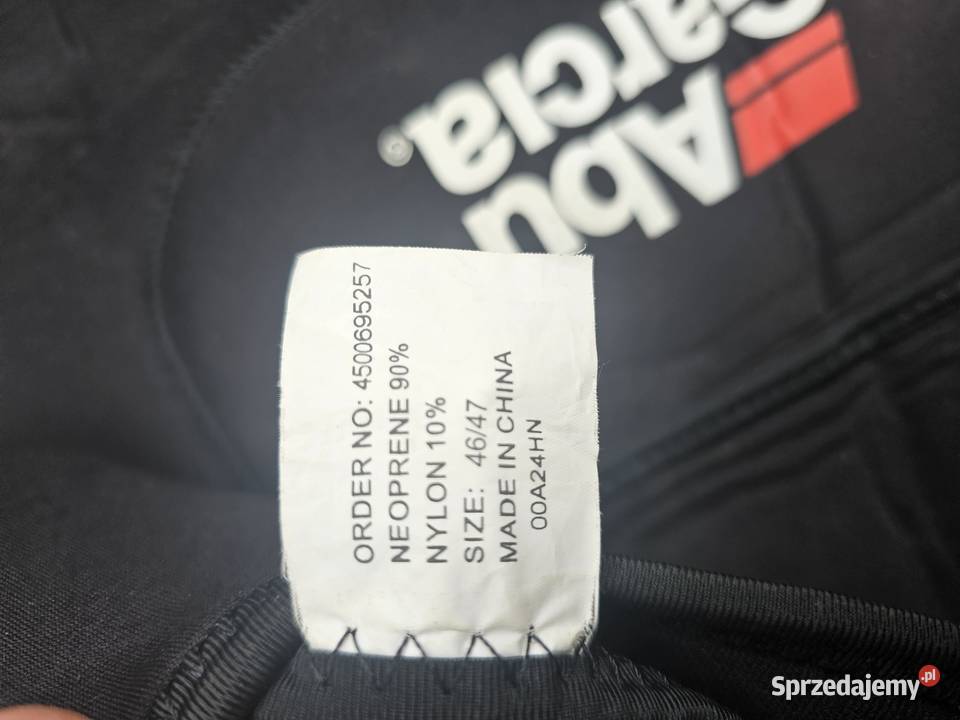 Abu
Garcia.
®
ORDER NO: 4500695257
NEOPRENE 90%
NYLON 10%
SIZE: 46/47
MADE IN CHINA
00A24HN
Sprzedajemy.pl